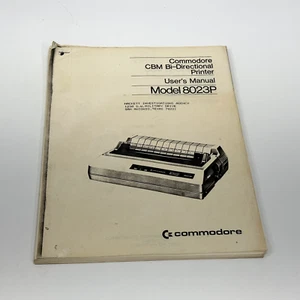 Commodore
CBM Bi-Directional
Printer
User's Manual
Model 8023P
commodore